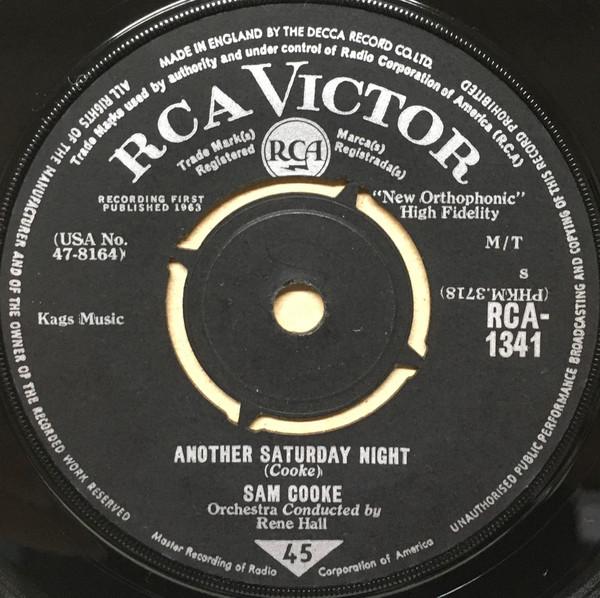 MADE IN ENGLAND BY THE DECCA RECORD CO. LTD.
ALL RIGHTS OF THE MANUFACTURER AND OF THE OWNER OF THE RECORDED WORK RESERVED
UNAUTHORISED PUBLIC PERFORMANCE BROADCASTING AND COPYING OF THIS RECORD PROHIBITED
Trade Marks used by authority and under control of Radio Corporation of America (R.C.A)
RCA VICTOR
Trade Mark(s)
Registered
RCA
Marca(s)
Registrada(s)
RECORDING FIRST
PUBLISHED 1963
"New Orthophonic"
High Fidelity
(USA No.
47-8164)
M/T
S
(PHKM.3718)
Kags Music
RCA-
1341
ANOTHER SATURDAY NIGHT
(Cooke)
SAM COOKE
Orchestra Conducted by
Rene Hall
45
Master Recording of Radio Corporation of America